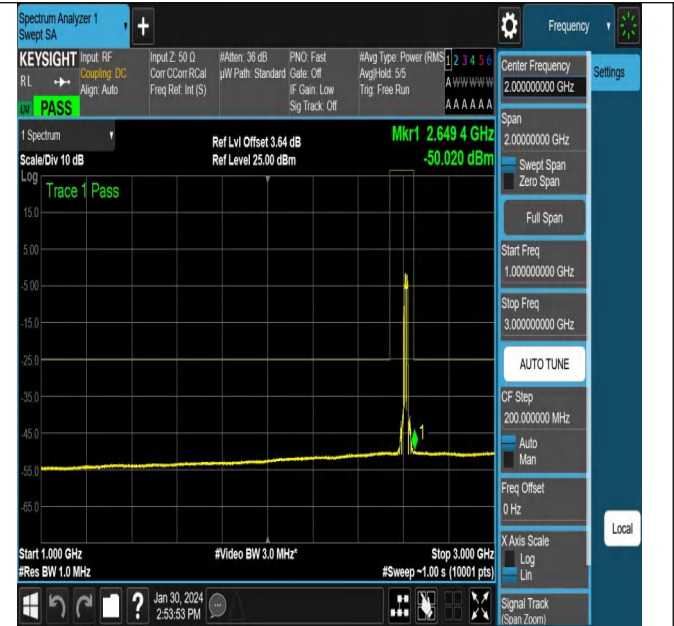 Spectrum Analyzer 1
Swept SA
+
Frequency
KEYSIGHT
RL
PASS
Input: RF
Coupling: DC
Align: Auto
Input Z: 50 Ω
Corr CCorr RCal
Freq Ref: Int (S)
#Atten: 36 dB
µW Path: Standard
PNO: Fast
Gate: Off
IF Gain: Low
Sig Track: Off
#Avg Type: Power (RMS
Avg|Hold: 5/5
Trig: Free Run
1 2 3 4 5 6
A W W W W W
A A A A A A
1 Spectrum
Scale/Div 10 dB
Ref Lvl Offset 3.64 dB
Ref Level 25.00 dBm
Mkr1 2.649 4 GHz
-50.020 dBm
Log
Trace 1 Pass
15.0
5.00
-5.00
-15.0
-25.0
-35.0
-45.0
-55.0
-65.0
1
Start 1.000 GHz
#Res BW 1.0 MHz
#Video BW 3.0 MHz*
Stop 3.000 GHz
#Sweep ~1.00 s (10001 pts)
Center Frequency
2.000000000 GHz
Settings
Span
2.00000000 GHz
Swept Span
Zero Span
Full Span
Start Freq
1.000000000 GHz
Stop Freq
3.000000000 GHz
AUTO TUNE
CF Step
200.000000 MHz
Auto
Man
Freq Offset
0 Hz
Local
X Axis Scale
Log
Lin
Signal Track
(Span Zoom)
?
Jan 30, 2024
2:53:53 PM